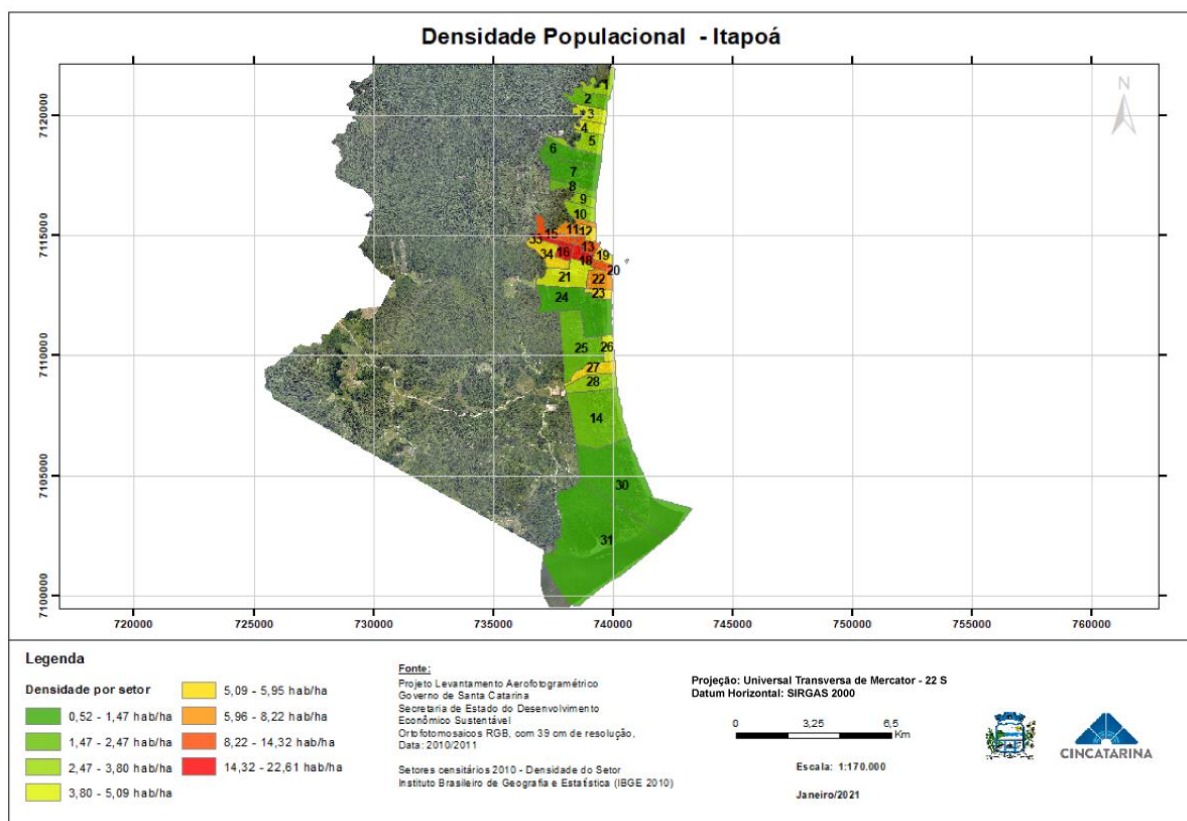 Densidade Populacional - Itapoá
N
7120000
7115000
7110000
7105000
7100000
1
2
3
4
5
6
7
8
9
10
11
12
15
33
13
16
34
18
19
20
21
22
23
24
25
26
27
28
14
30
31
720000 725000 730000 735000 740000 745000 750000 755000 760000
Legenda
Densidade por setor
0,52 - 1,47 hab/ha
1,47 - 2,47 hab/ha
2,47 - 3,80 hab/ha
3,80 - 5,09 hab/ha
5,09 - 5,95 hab/ha
5,96 - 8,22 hab/ha
8,22 - 14,32 hab/ha
14,32 - 22,61 hab/ha
Fonte:
Projeto Levantamento Aerofotogramétrico
Governo de Santa Catarina
Secretaria de Estado do Desenvolvimento
Econômico Sustentável
Ortofotomosaicos RGB, com 39 cm de resolução,
Data: 2010/2011
Setores censitários 2010 - Densidade do Setor
Instituto Brasileiro de Geografia e Estatística (IBGE 2010)
Projeção: Universal Transversa de Mercator - 22 S
Datum Horizontal: SIRGAS 2000
0 3,25 6,5
Km
Escala: 1:170.000
Janeiro/2021
CINCATARINA